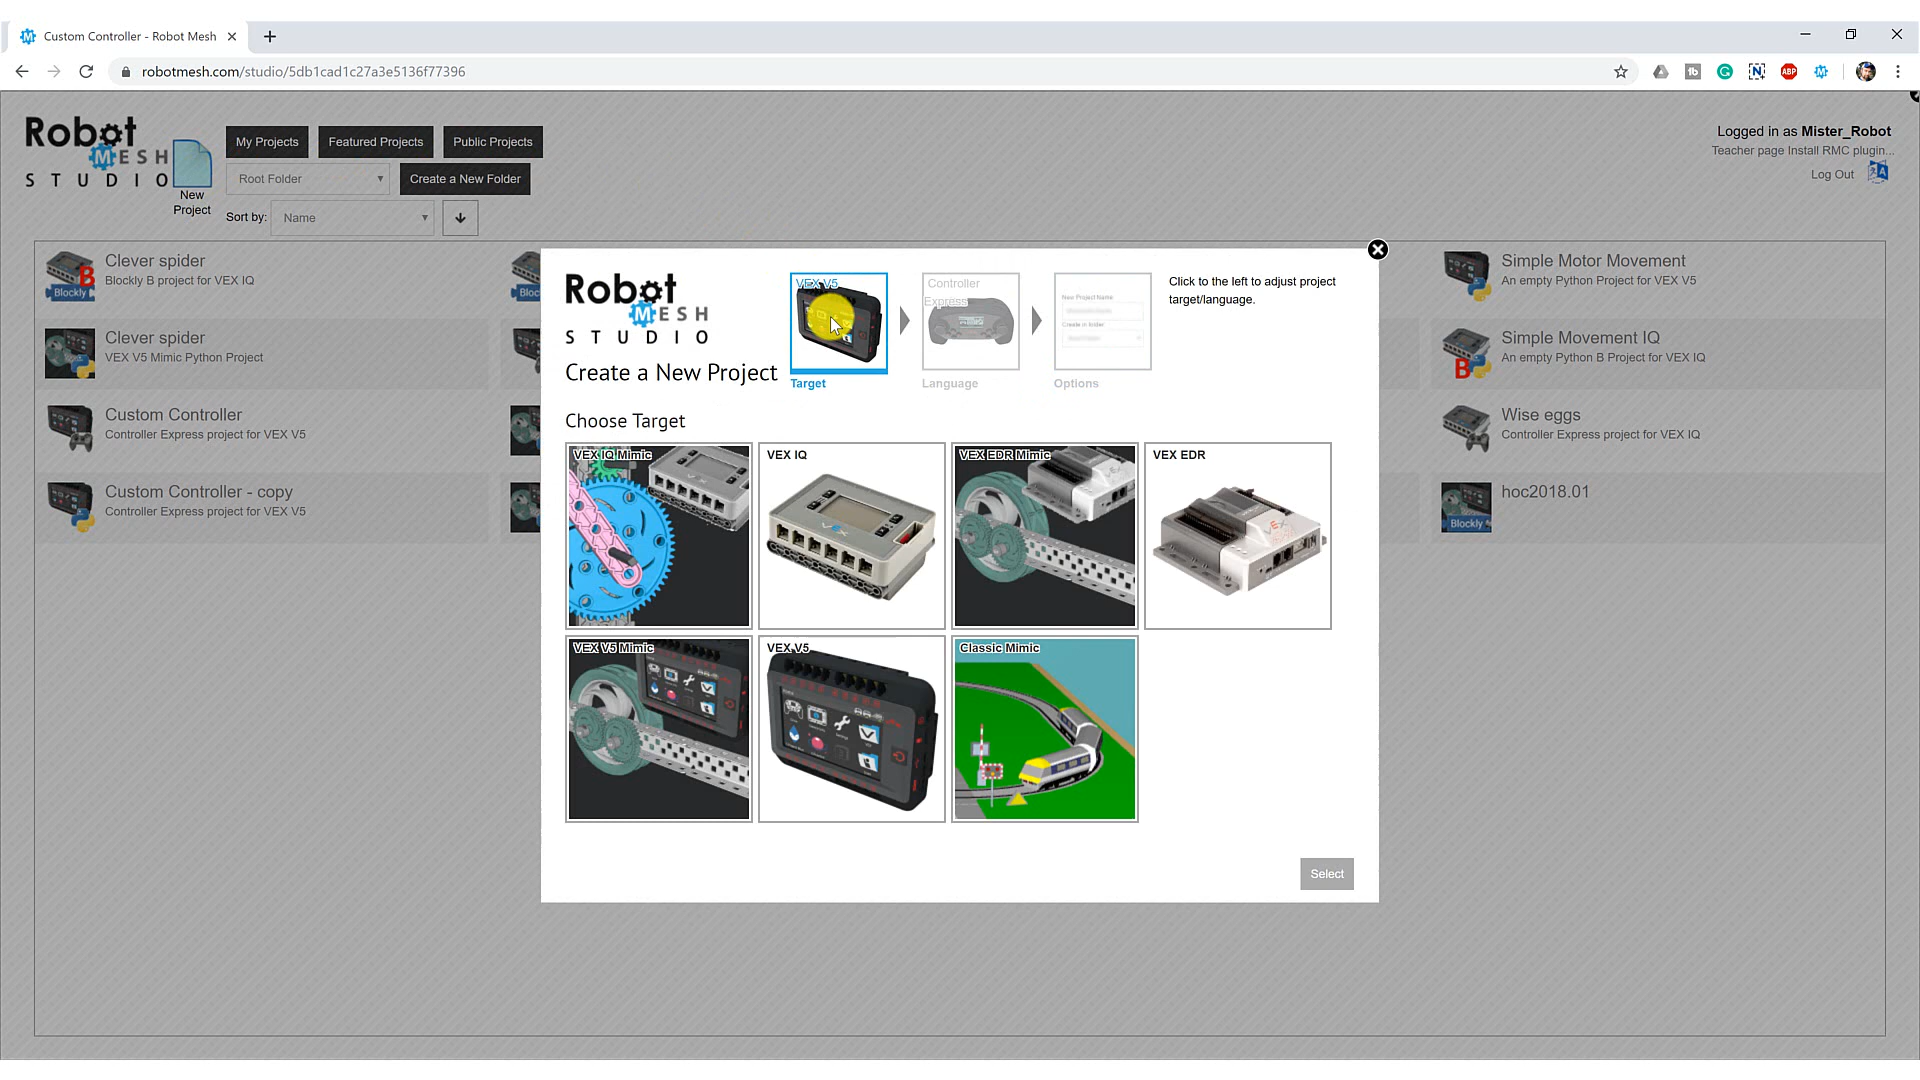 Custom Controller - Robot Mesh
robotmesh.com/studio/5db1cad1c27a3e5136f77396
Robot
MESH
STUDIO
New
Project
My Projects
Featured Projects
Public Projects
Root Folder
Create a New Folder
Sort by:
Name
Logged in as Mister_Robot
Teacher page Install RMC plugin...
Log Out
Clever spider
Blockly B project for VEX IQ
Clever spider
VEX V5 Mimic Python Project
Custom Controller
Controller Express project for VEX V5
Custom Controller - copy
Controller Express project for VEX V5
Simple Motor Movement
An empty Python Project for VEX V5
Simple Movement IQ
An empty Python B Project for VEX IQ
Wise eggs
Controller Express project for VEX IQ
hoc2018.01
Blockly
Robot
MESH
STUDIO
Create a New Project
VEX V5
Target
Controller
Express
Language
New Project Name
Create in folder
Options
Click to the left to adjust project
target/language.
Choose Target
VEX IQ Mimic
VEX IQ
VEX EDR Mimic
VEX EDR
VEX V5 Mimic
VEX V5
Classic Mimic
Select